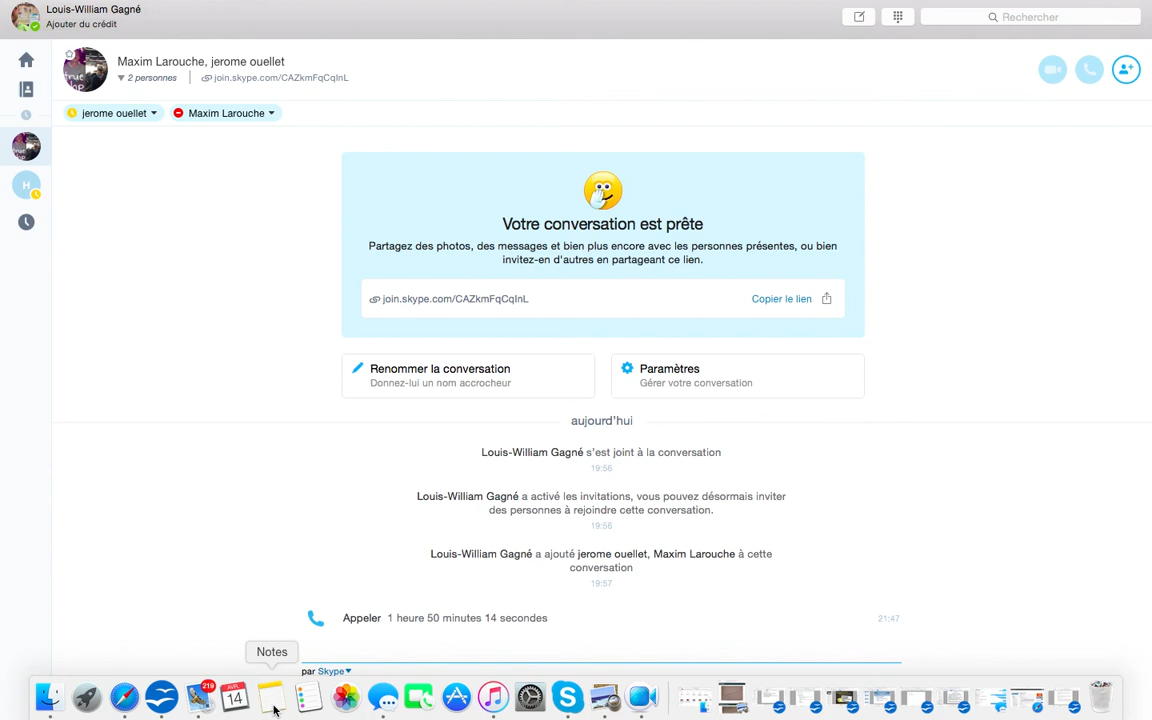 Louis-William Gagné
Ajouter du crédit
Rechercher
Maxim Larouche, jerome ouellet
2 personnes
join.skype.com/CAZkmFqCqInL
jerome ouellet
Maxim Larouche
H
Votre conversation est prête
Partagez des photos, des messages et bien plus encore avec les personnes présentes, ou bien
invitez-en d'autres en partageant ce lien.
join.skype.com/CAZkmFqCqInL
Copier le lien
Renommer la conversation
Donnez-lui un nom accrocheur
Paramètres
Gérer votre conversation
aujourd'hui
Louis-William Gagné s'est joint à la conversation
19:56
Louis-William Gagné a activé les invitations, vous pouvez désormais inviter
des personnes à rejoindre cette conversation.
19:56
Louis-William Gagné a ajouté jerome ouellet, Maxim Larouche à cette
conversation
19:57
Appeler 1 heure 50 minutes 14 secondes
21:47
Notes
par Skype
219
AVR.
14